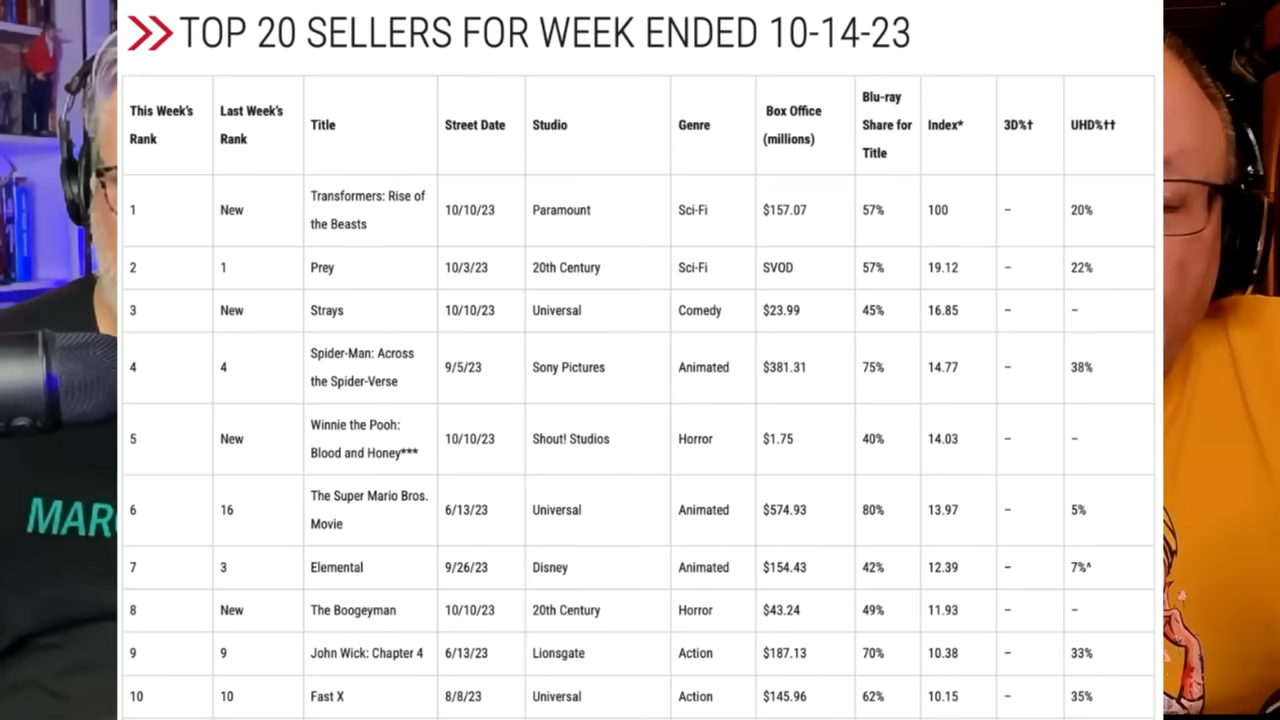 TOP 20 SELLERS FOR WEEK ENDED 10-14-23
This Week's Rank Last Week's Rank Title Street Date Studio Genre Box Office (millions) Blu-ray Share for Title Index* 3D%† UHD%††
1 New Transformers: Rise of the Beasts 10/10/23 Paramount Sci-Fi $157.07 57% 100 – 20%
2 1 Prey 10/3/23 20th Century Sci-Fi SVOD 57% 19.12 – 22%
3 New Strays 10/10/23 Universal Comedy $23.99 45% 16.85 – –
4 4 Spider-Man: Across the Spider-Verse 9/5/23 Sony Pictures Animated $381.31 75% 14.77 – 38%
5 New Winnie the Pooh: Blood and Honey*** 10/10/23 Shout! Studios Horror $1.75 40% 14.03 – –
6 16 The Super Mario Bros. Movie 6/13/23 Universal Animated $574.93 80% 13.97 – 5%
7 3 Elemental 9/26/23 Disney Animated $154.43 42% 12.39 – 7%^
8 New The Boogeyman 10/10/23 20th Century Horror $43.24 49% 11.93 – –
9 9 John Wick: Chapter 4 6/13/23 Lionsgate Action $187.13 70% 10.38 – 33%
10 10 Fast X 8/8/23 Universal Action $145.96 62% 10.15 – 35%
MAR